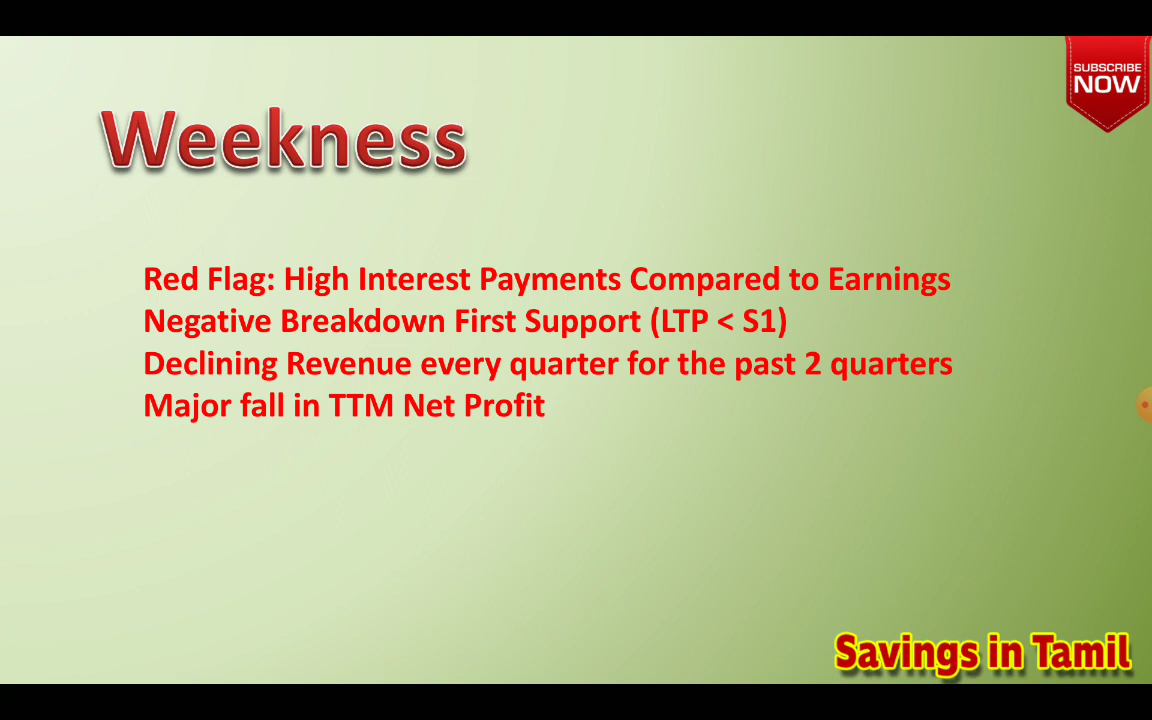 SUBSCRIBE
NOW
Weekness
Red Flag: High Interest Payments Compared to Earnings
Negative Breakdown First Support (LTP < S1)
Declining Revenue every quarter for the past 2 quarters
Major fall in TTM Net Profit
Savings in Tamil